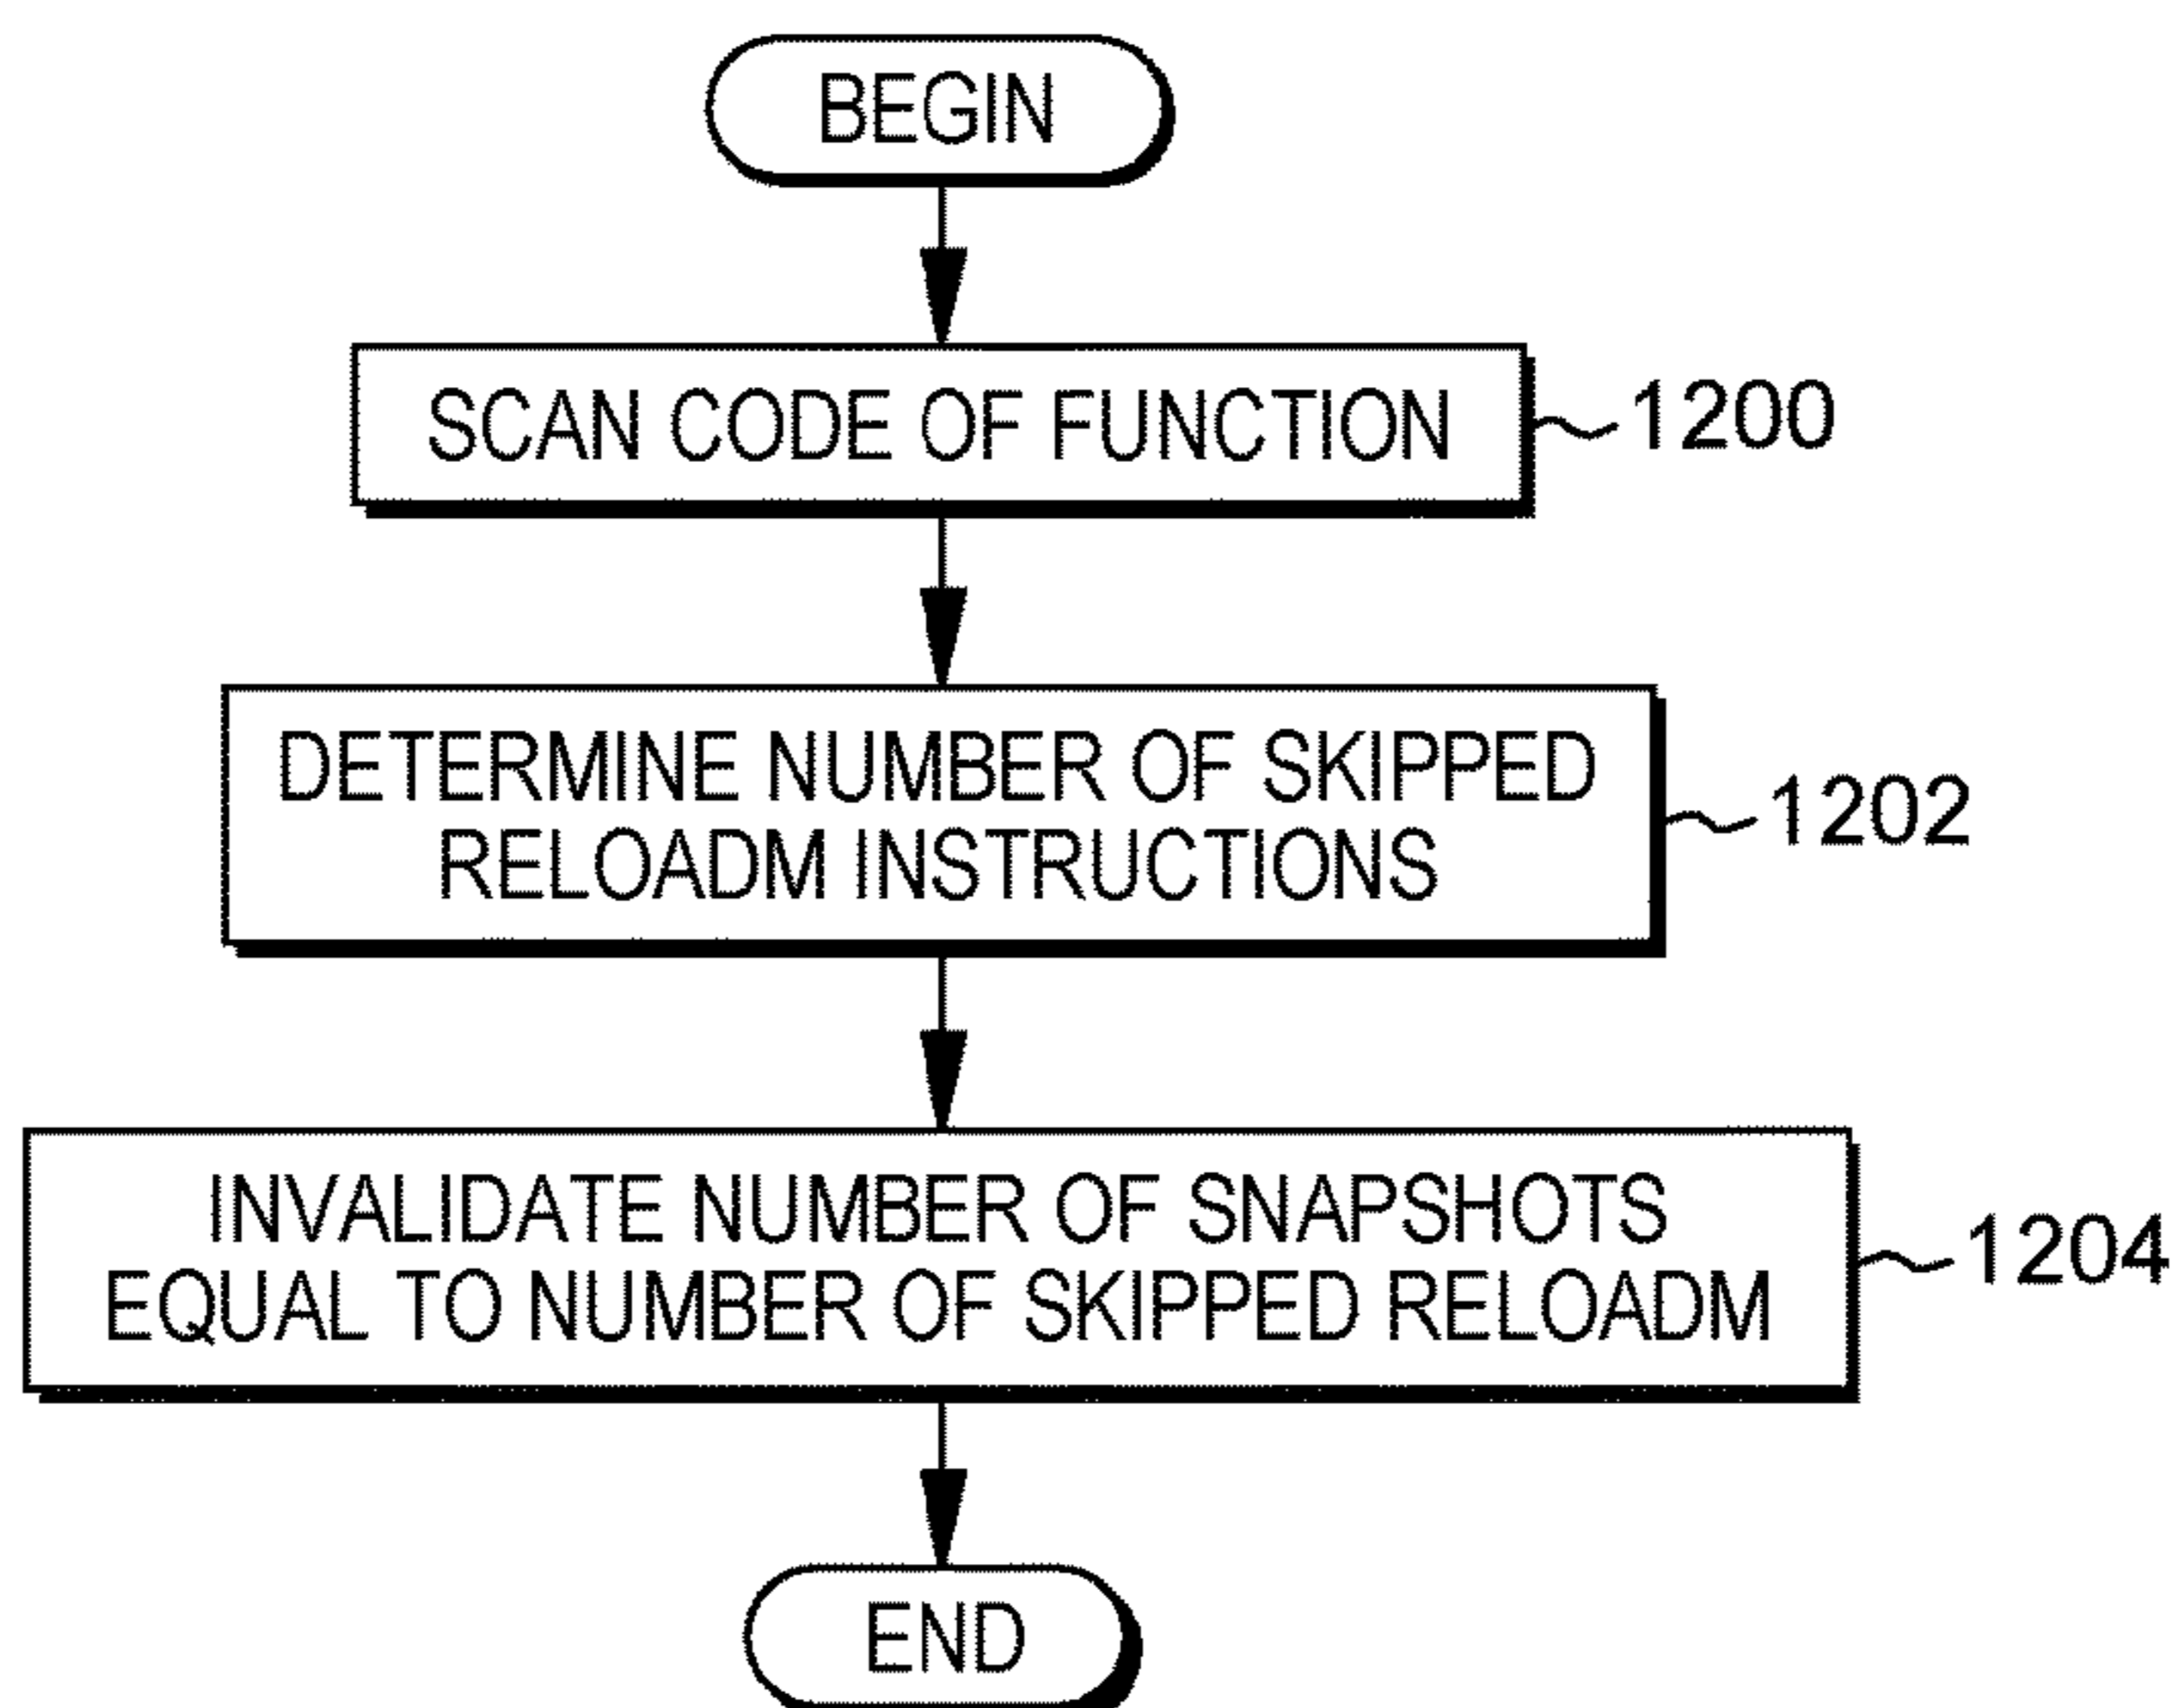 BEGIN
SCAN CODE OF FUNCTION
1200
DETERMINE NUMBER OF SKIPPED
RELOADM INSTRUCTIONS
1202
INVALIDATE NUMBER OF SNAPSHOTS
EQUAL TO NUMBER OF SKIPPED RELOADM
1204
END